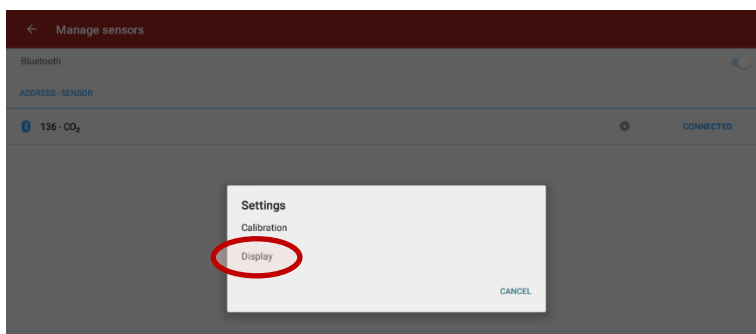 Manage sensors
Bluetooth
ADDRESS - SENSOR
136 - CO₂ CONNECTED
Settings
Calibration
Display
CANCEL